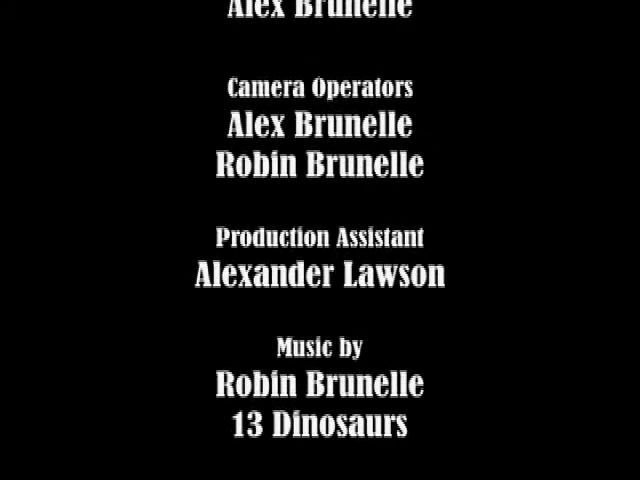 Alex Brunelle
Camera Operators
Alex Brunelle
Robin Brunelle
Production Assistant
Alexander Lawson
Music by
Robin Brunelle
13 Dinosaurs